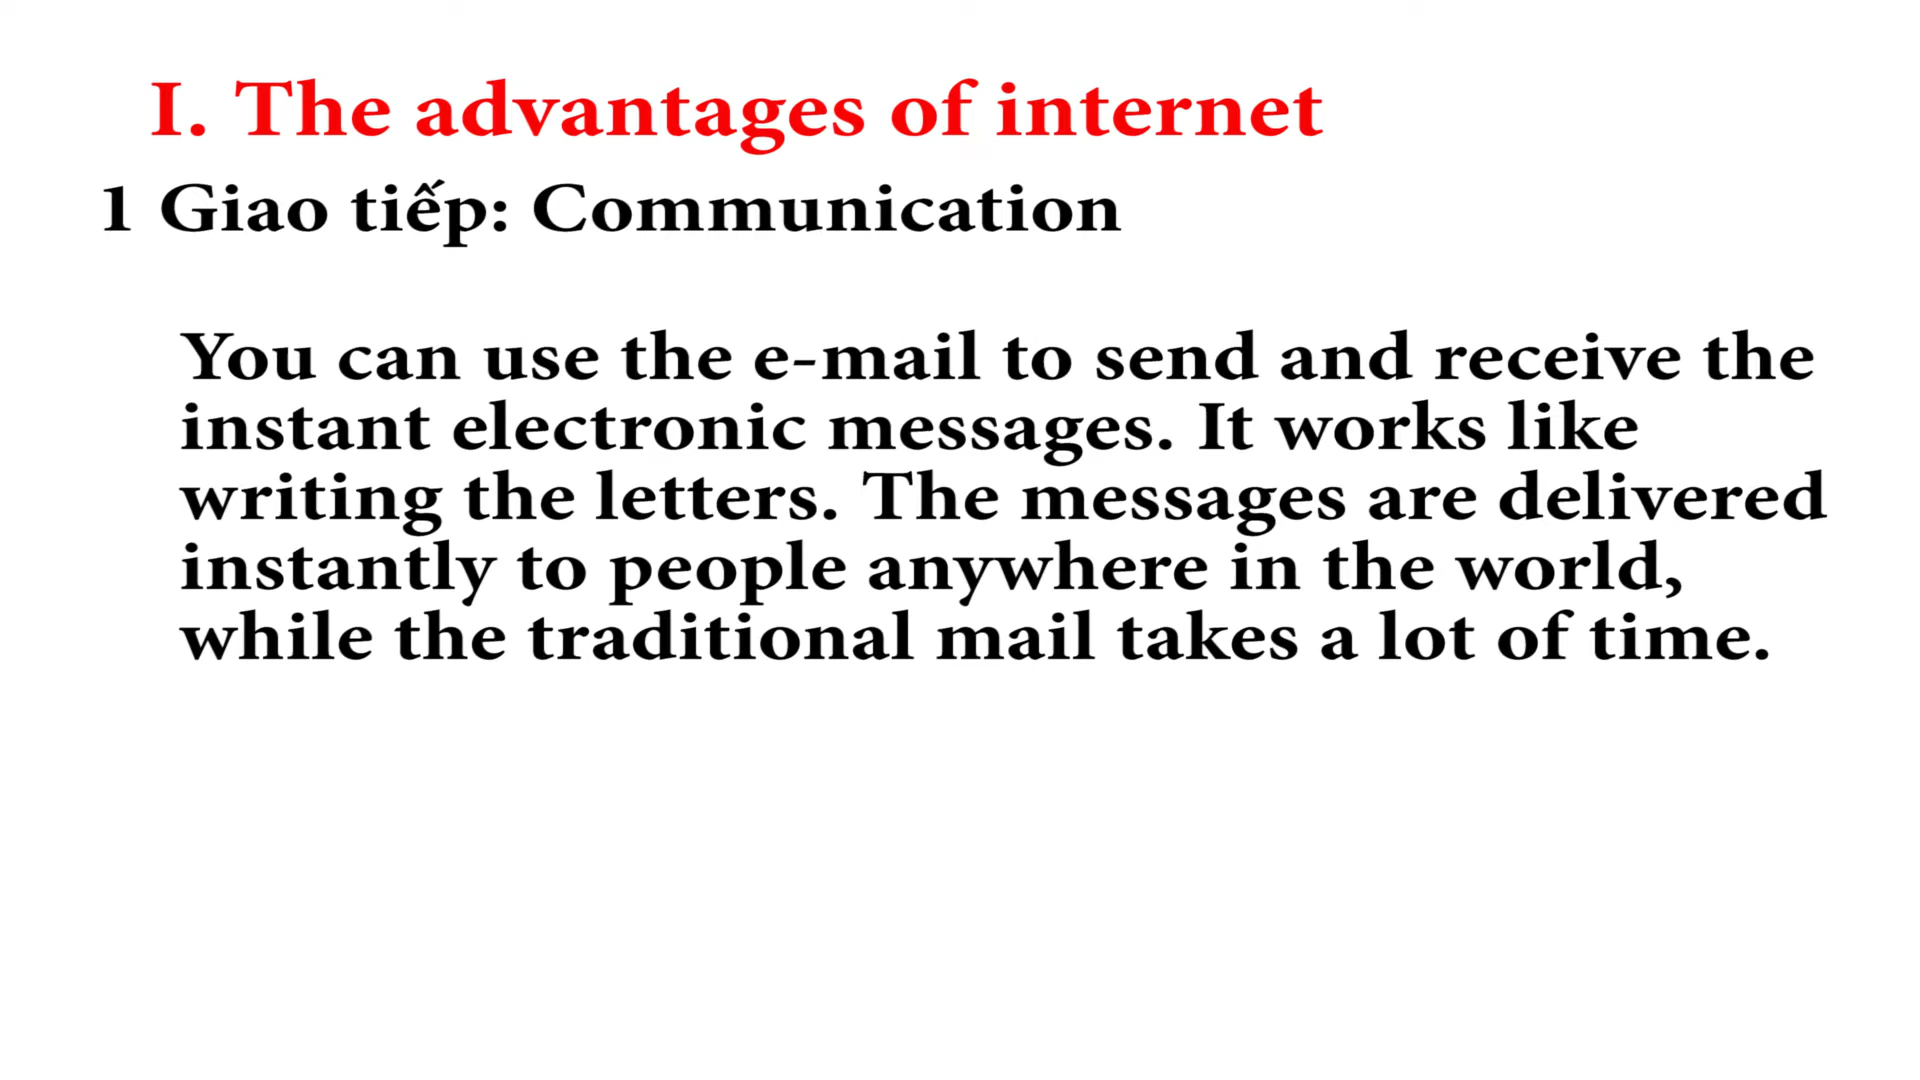 I. The advantages of internet
1 Giao tiếp: Communication
You can use the e-mail to send and receive the
instant electronic messages. It works like
writing the letters. The messages are delivered
instantly to people anywhere in the world,
while the traditional mail takes a lot of time.